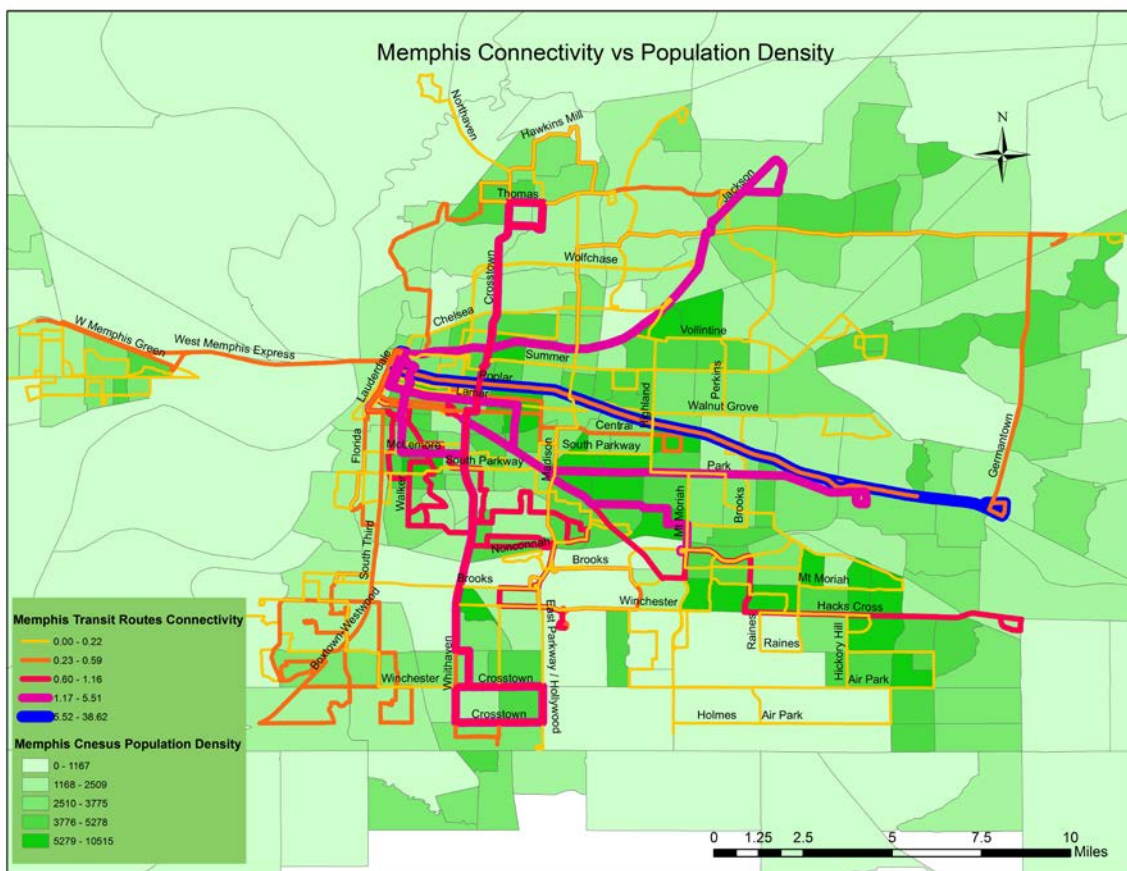 Memphis Connectivity vs Population Density
N
Northaven
Hawkins Mill
Thomas
Jackson
Crosstown
Wolfchase
Chelsea
Vollintine
W Memphis Green
West Memphis Express
Summer
Lauderdale
Poplar
Perkins
Lamar
Highland
Walnut Grove
Central
Florida
Madison
McLemore
South Parkway
South Parkway
Park
Germantown
Walker
Mt Moriah
Brooks
South Third
Nonconnah
Brooks
Brooks
Mt Moriah
Winchester
Hacks Cross
Boxtown-Westwood
East Parkway / Hollywood
Raines
Raines
Hickory Hill
Whithaven
Winchester
Crosstown
Air Park
Crosstown
Holmes
Air Park
Memphis Transit Routes Connectivity
0.00 - 0.22
0.23 - 0.59
0.60 - 1.16
1.17 - 5.51
5.52 - 38.62
Memphis Cnesus Population Density
0 - 1167
1168 - 2509
2510 - 3775
3776 - 5278
5279 - 10515
0 1.25 2.5 5 7.5 10
Miles